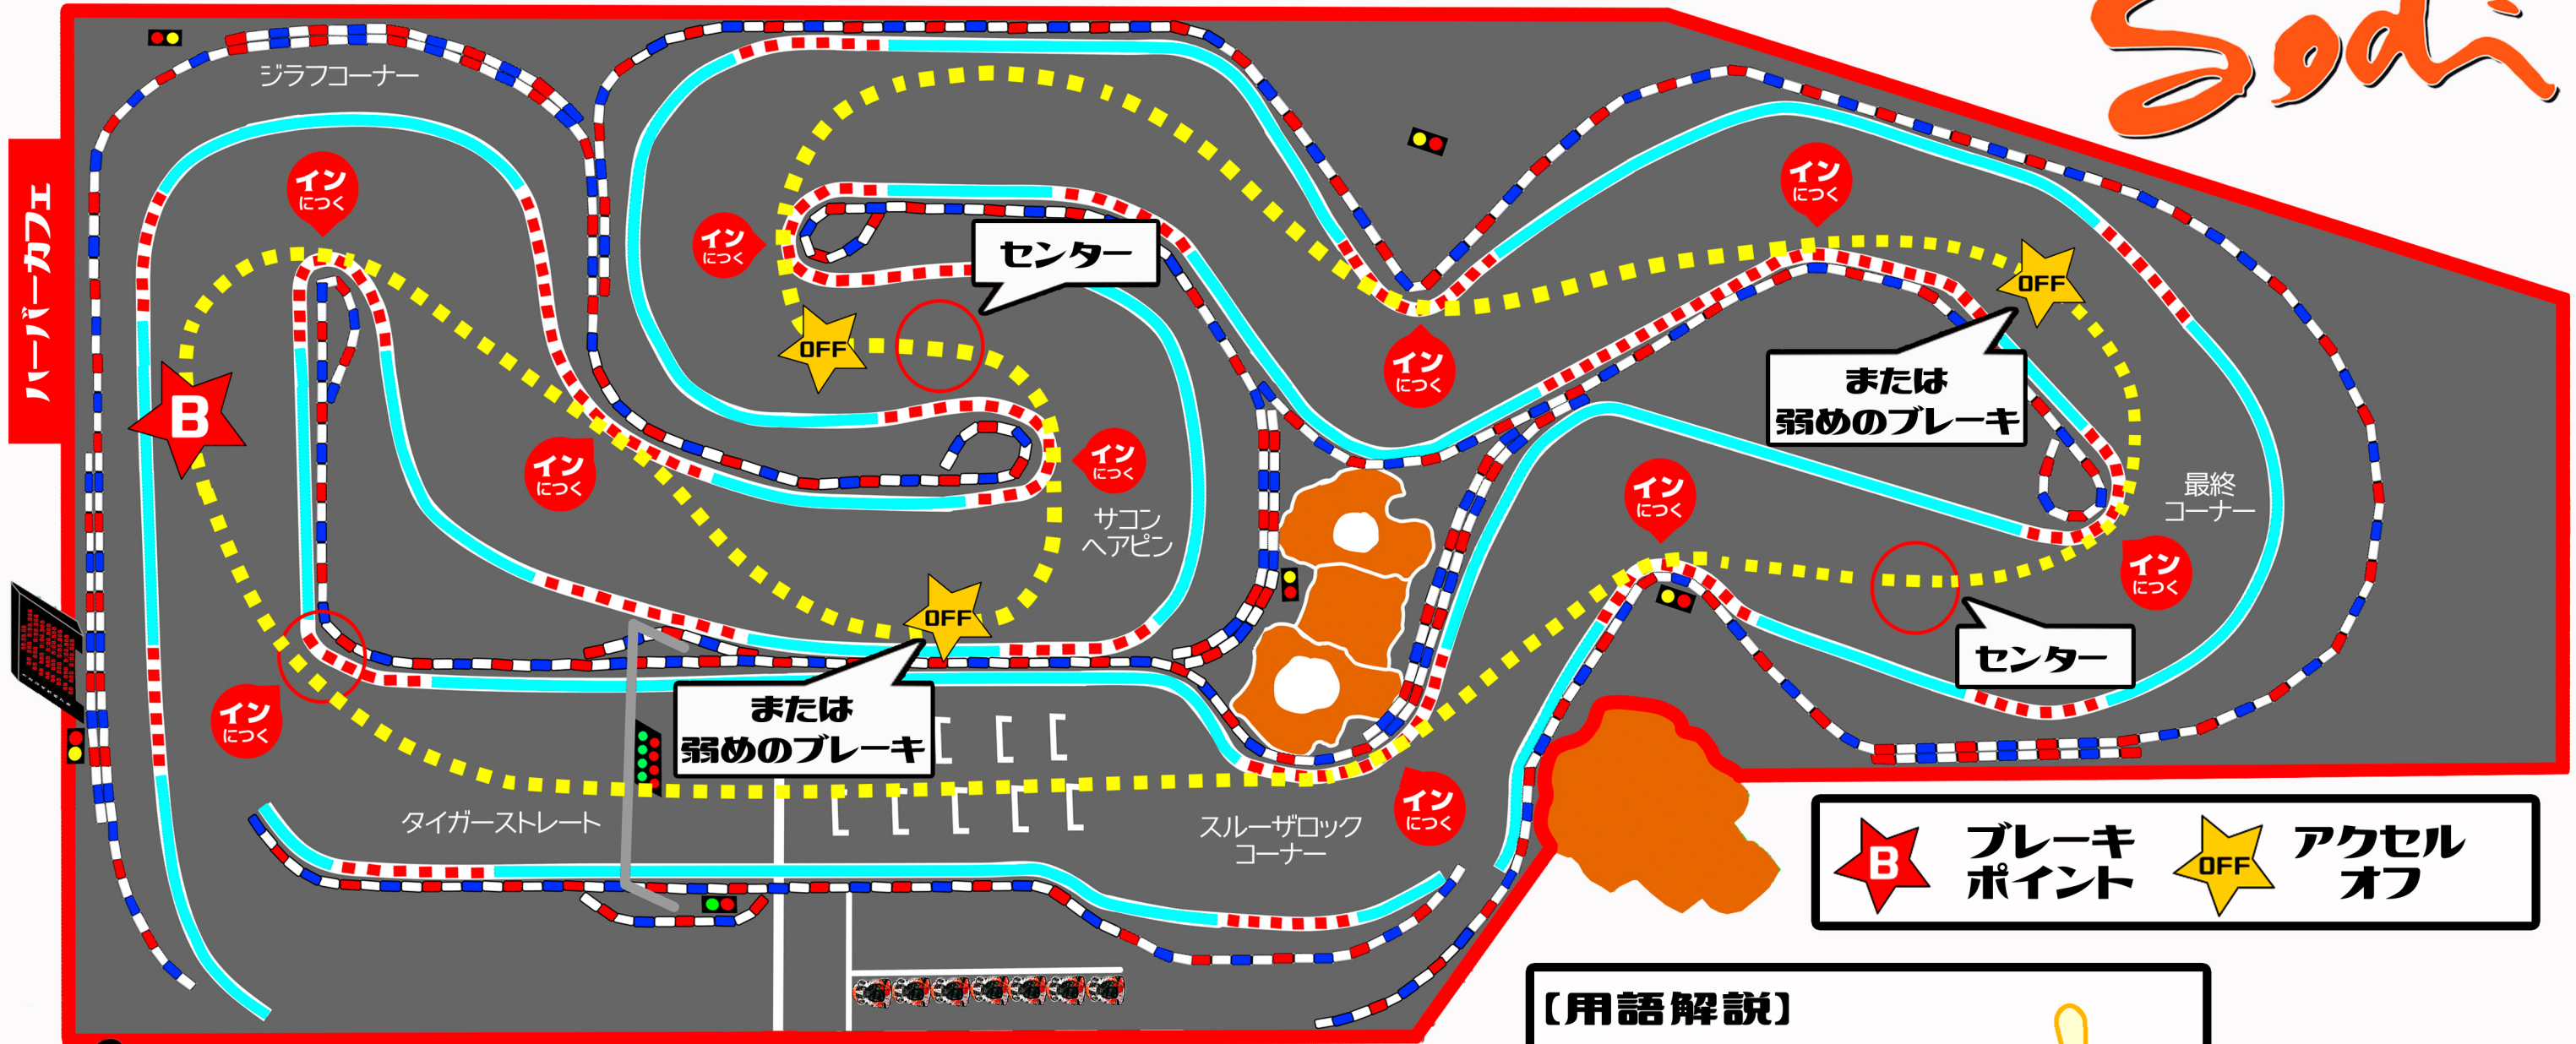 Sodi
ジラフコーナー
ハーバーカフェ
イン
につく
イン
につく
センター
イン
につく
OFF
OFF
または
弱めのブレーキ
イン
につく
B
イン
につく
イン
につく
サコン
ヘアピン
イン
につく
最終
コーナー
イン
につく
センター
OFF
または
弱めのブレーキ
イン
につく
タイガーストレート
スルーザロック
コーナー
イン
につく
B
ブレーキ
ポイント
OFF
アクセル
オフ
【用語解説】